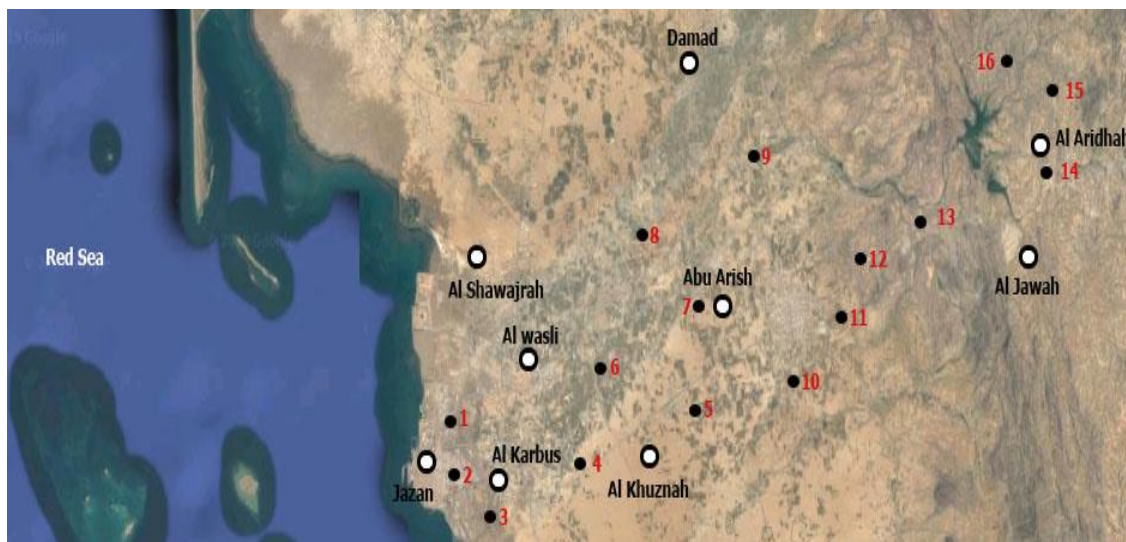 Damad
16
15
Al Aridhah
9
14
13
8
Red Sea
12
Al Shawajrah
Abu Arish
Al Jawah
7
11
Al wasli
6
10
5
1
Al Karbus
4
2
Jazan
Al Khuznah
3